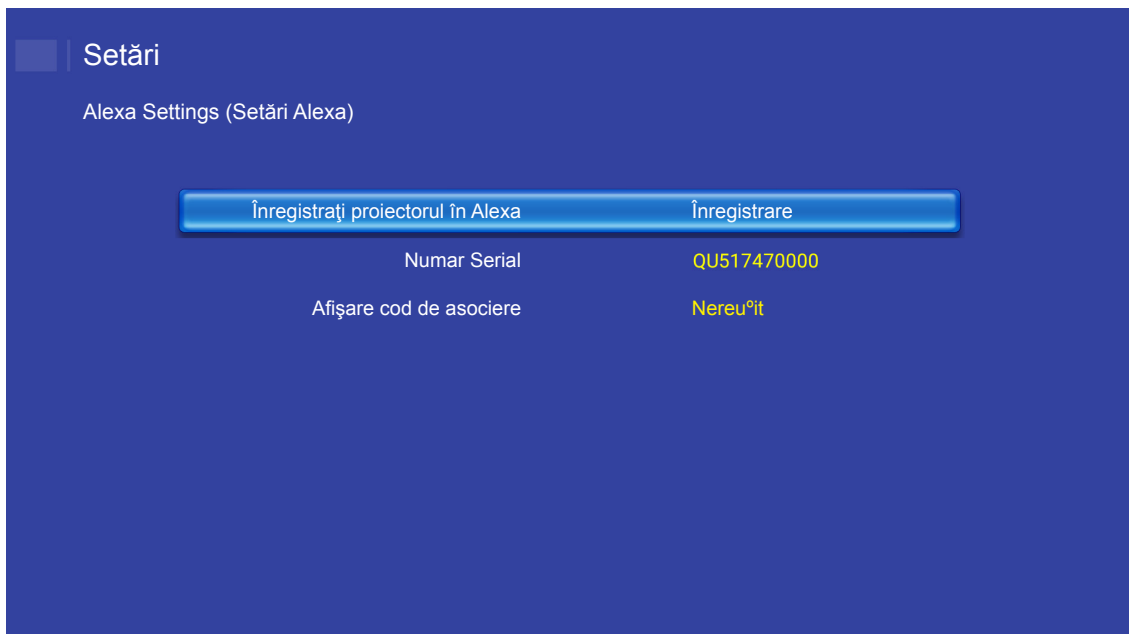 Setări
Alexa Settings (Setări Alexa)
Înregistraţi proiectorul în Alexa Înregistrare
Numar Serial QU517470000
Afişare cod de asociere Nereuºit